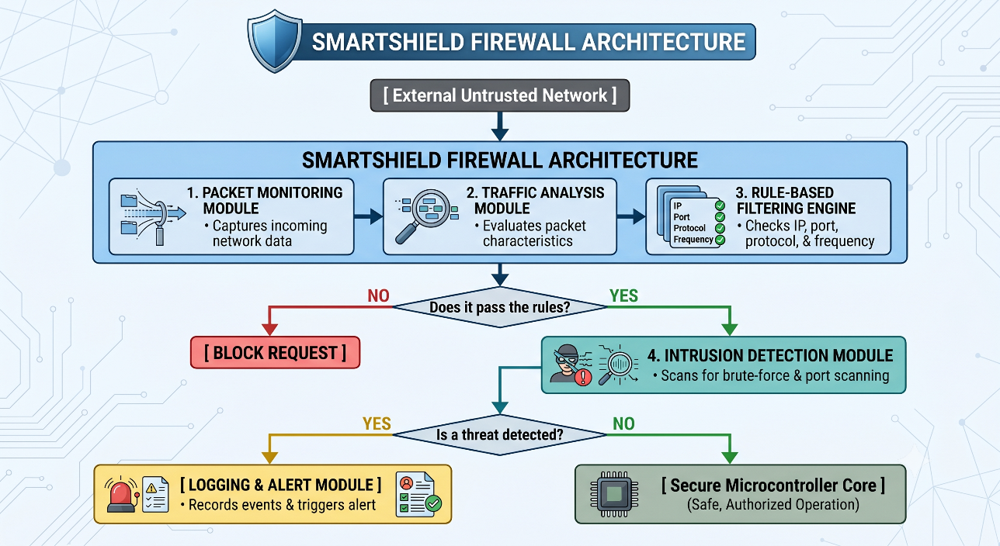 SMARTSHIELD FIREWALL ARCHITECTURE
[ External Untrusted Network ]
SMARTSHIELD FIREWALL ARCHITECTURE
1. PACKET MONITORING
MODULE
• Captures incoming
network data
2. TRAFFIC ANALYSIS
MODULE
• Evaluates packet
characteristics
IP
Port
Protocol
Frequency
3. RULE-BASED
FILTERING ENGINE
• Checks IP, port,
protocol, & frequency
NO
Does it pass the rules?
YES
[ BLOCK REQUEST ]
4. INTRUSION DETECTION MODULE
• Scans for brute-force & port scanning
YES
Is a threat detected?
NO
[ LOGGING & ALERT MODULE ]
• Records events & triggers alert
[ Secure Microcontroller Core ]
(Safe, Authorized Operation)